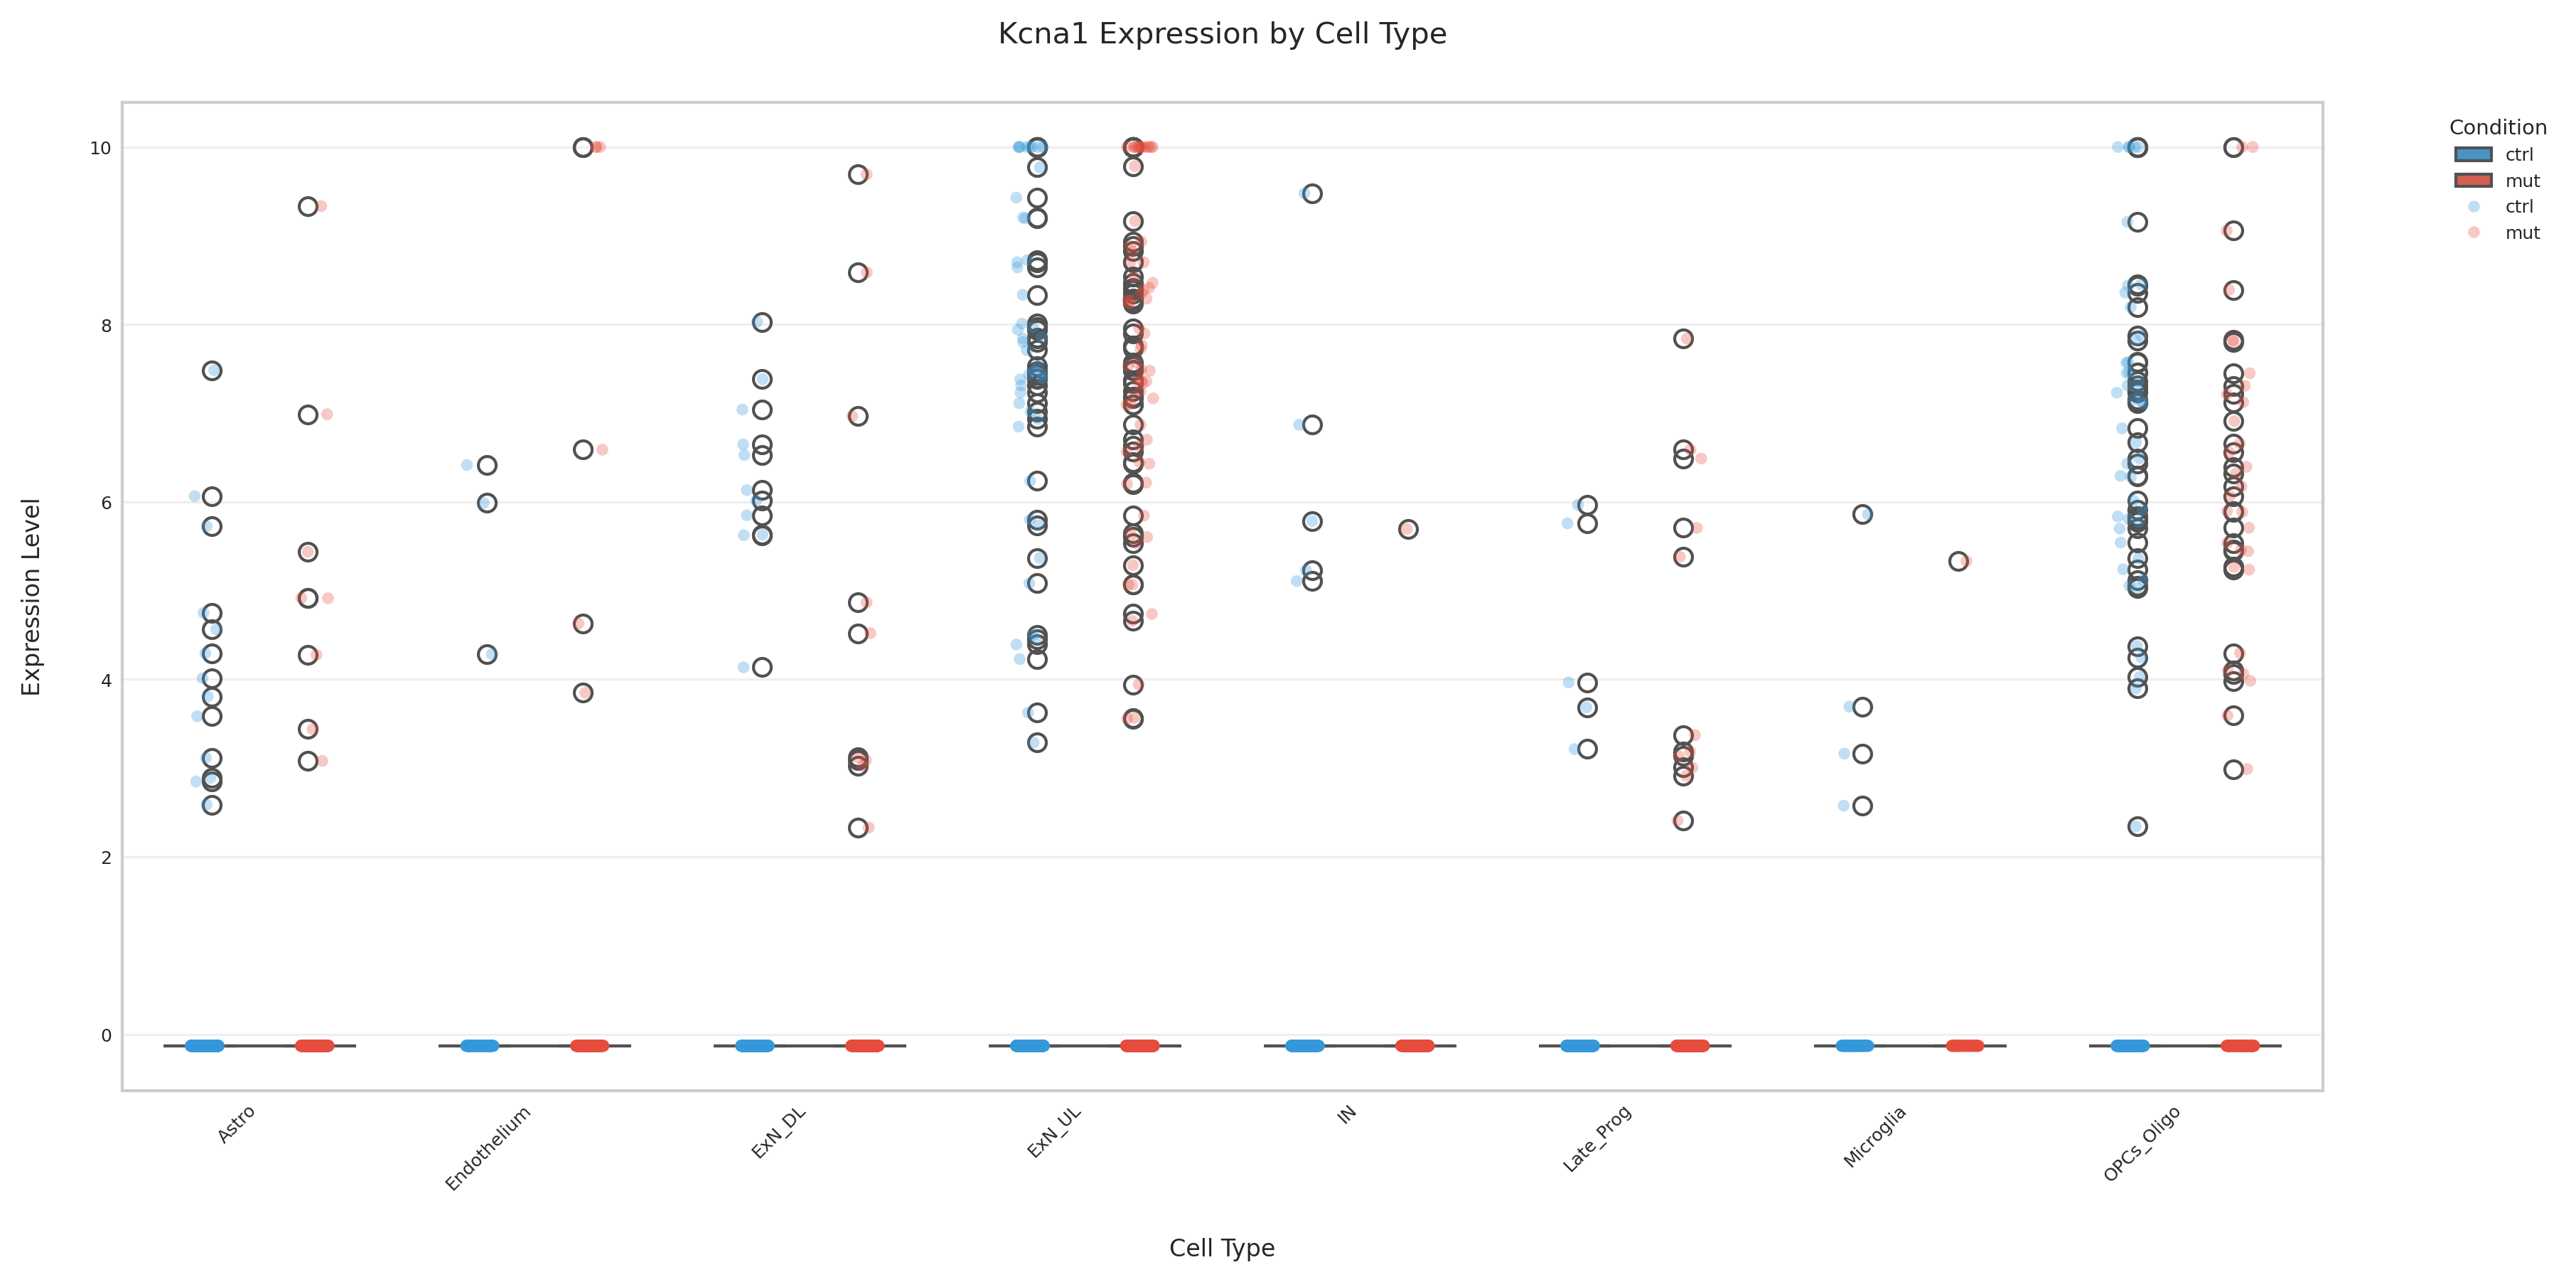 Kcna1 Expression by Cell Type
Condition
ctrl
mut
ctrl
mut
Expression Level
10
8
6
4
2
0
Astro
Endothelium
ExN_DL
ExN_UL
IN
Late_Prog
Microglia
OPCs_Oligo
Cell Type